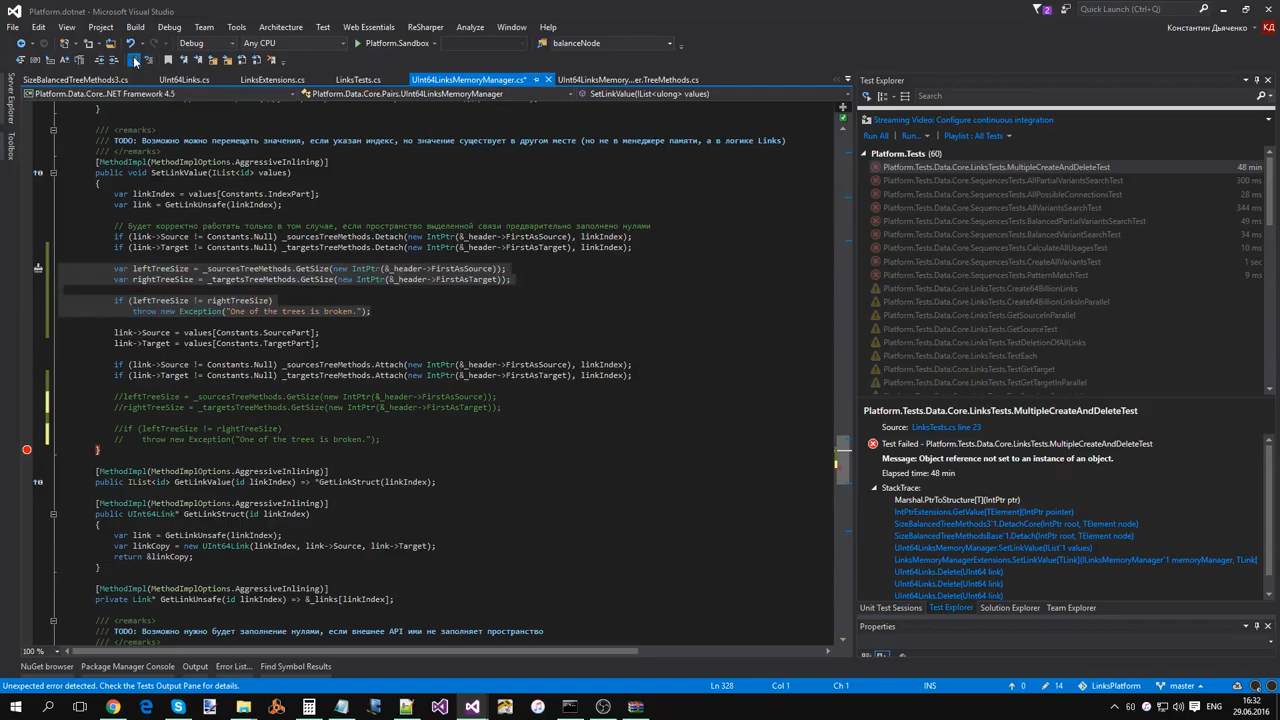 Platform.dotnet - Microsoft Visual Studio
2
Quick Launch (Ctrl+Q)
File Edit View Project Build Debug Team Tools Test Web Essentials ReSharper Analyze Window Help
Константин Дьяченко КД
Debug Any CPU Platform.Sandbox balanceNode
SizeBalancedTreeMethods3.cs UInt64Links.cs LinksExtensions.cs LinksTests.cs UInt64LinksMemoryManager.cs* UInt64LinksMemory...er.TreeMethods.cs
Platform.Data.Core..NET Framework 4.5 Platform.Data.Core.Pairs.UInt64LinksMemoryManager SetLinkValue(IList<ulong> values)
Server Explorer
Toolbox
}
/// <remarks>
/// TODO: Возможно можно перемещать значения, если указан индекс, но значение существует в другом месте (но не в менеджере памяти, а в логике Links)
/// </remarks>
[MethodImpl(MethodImplOptions.AggressiveInlining)]
public void SetLinkValue(IList<id> values)
{
var linkIndex = values[Constants.IndexPart];
var link = GetLinkUnsafe(linkIndex);
// Будет корректно работать только в том случае, если пространство выделенной связи предварительно заполнено нулями
if (link->Source != Constants.Null) _sourcesTreeMethods.Detach(new IntPtr(&_header->FirstAsSource), linkIndex);
if (link->Target != Constants.Null) _targetsTreeMethods.Detach(new IntPtr(&_header->FirstAsTarget), linkIndex);
var leftTreeSize = _sourcesTreeMethods.GetSize(new IntPtr(&_header->FirstAsSource));
var rightTreeSize = _targetsTreeMethods.GetSize(new IntPtr(&_header->FirstAsTarget));
if (leftTreeSize != rightTreeSize)
throw new Exception("One of the trees is broken.");
link->Source = values[Constants.SourcePart];
link->Target = values[Constants.TargetPart];
if (link->Source != Constants.Null) _sourcesTreeMethods.Attach(new IntPtr(&_header->FirstAsSource), linkIndex);
if (link->Target != Constants.Null) _targetsTreeMethods.Attach(new IntPtr(&_header->FirstAsTarget), linkIndex);
//leftTreeSize = _sourcesTreeMethods.GetSize(new IntPtr(&_header->FirstAsSource));
//rightTreeSize = _targetsTreeMethods.GetSize(new IntPtr(&_header->FirstAsTarget));
//if (leftTreeSize != rightTreeSize)
// throw new Exception("One of the trees is broken.");
}
[MethodImpl(MethodImplOptions.AggressiveInlining)]
public IList<id> GetLinkValue(id linkIndex) => *GetLinkStruct(linkIndex);
[MethodImpl(MethodImplOptions.AggressiveInlining)]
public UInt64Link* GetLinkStruct(id linkIndex)
{
var link = GetLinkUnsafe(linkIndex);
var linkCopy = new UInt64Link(linkIndex, link->Source, link->Target);
return &linkCopy;
}
[MethodImpl(MethodImplOptions.AggressiveInlining)]
private Link* GetLinkUnsafe(id linkIndex) => &_links[linkIndex];
/// <remarks>
/// TODO: Возможно нужно будет заполнение нулями, если внешнее API ими не заполняет пространство
/// </remarks>
100 %
Test Explorer
Search
Streaming Video: Configure continuous integration
Run All Run... Playlist : All Tests
Platform.Tests (60)
Platform.Tests.Data.Core.LinksTests.MultipleCreateAndDeleteTest 48 min
Platform.Tests.Data.Core.SequencesTests.AllPartialVariantsSearchTest 300 ms
Platform.Tests.Data.Core.SequencesTests.AllPossibleConnectionsTest 28 ms
Platform.Tests.Data.Core.SequencesTests.AllVariantsSearchTest 344 ms
Platform.Tests.Data.Core.SequencesTests.BalancedPartialVariantsSearchTest 49 ms
Platform.Tests.Data.Core.SequencesTests.BalancedVariantSearchTest 30 ms
Platform.Tests.Data.Core.SequencesTests.CalculateAllUsagesTest 10 ms
Platform.Tests.Data.Core.SequencesTests.IndexTest 1 sec
Platform.Tests.Data.Core.SequencesTests.PatternMatchTest 9 ms
Platform.Tests.Data.Core.LinksTests.Create64BillionLinks
Platform.Tests.Data.Core.LinksTests.Create64BillionLinksInParallel
Platform.Tests.Data.Core.LinksTests.GetSourceInParallel
Platform.Tests.Data.Core.LinksTests.GetSourceTest
Platform.Tests.Data.Core.LinksTests.TestDeletionOfAllLinks
Platform.Tests.Data.Core.LinksTests.TestEach
Platform.Tests.Data.Core.LinksTests.TestGetTarget
Platform.Tests.Data.Core.LinksTests.TestGetTargetInParallel
Platform.Tests.Data.Core.LinksTests.MultipleCreateAndDeleteTest
Source: LinksTests.cs line 23
Test Failed - Platform.Tests.Data.Core.LinksTests.MultipleCreateAndDeleteTest
Message: Object reference not set to an instance of an object.
Elapsed time: 48 min
StackTrace:
Marshal.PtrToStructure[T](IntPtr ptr)
IntPtrExtensions.GetValue[TElement](IntPtr pointer)
SizeBalancedTreeMethods3`1.DetachCore(IntPtr root, TElement node)
SizeBalancedTreeMethodsBase`1.Detach(IntPtr root, TElement node)
UInt64LinksMemoryManager.SetLinkValue(IList`1 values)
LinksMemoryManagerExtensions.SetLinkValue[TLink](ILinksMemoryManager`1 memoryManager, TLink[
UInt64Links.Delete(UInt64 link)
UInt64Links.Delete(UInt64 link)
UInt64Links.Delete(UInt64 link)
Unit Test Sessions Test Explorer Solution Explorer Team Explorer
Properties
NuGet browser Package Manager Console Output Error List... Find Symbol Results
Unexpected error detected. Check the Tests Output Pane for details. Ln 328 Col 1 Ch 1 INS 0 14 LinksPlatform master
16:32
29.06.2016